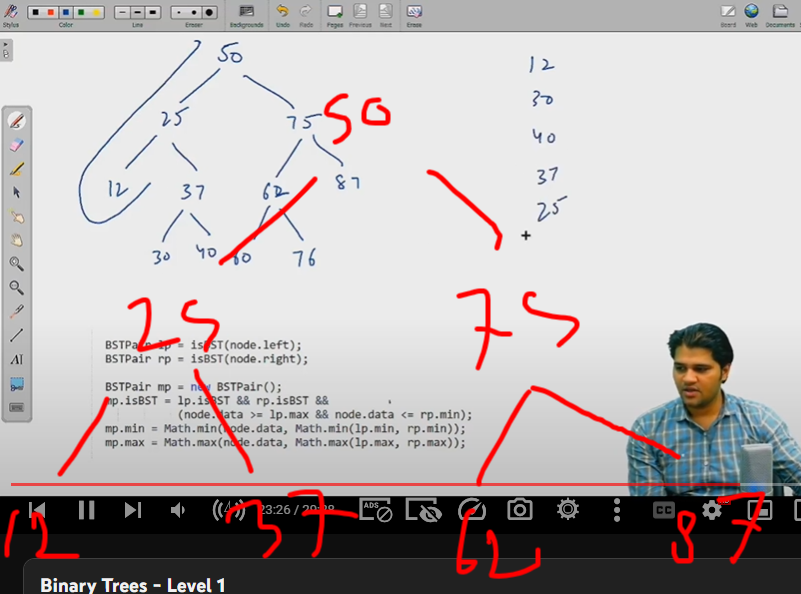 Stylus Color Line Eraser Backgrounds Undo Redo Pages Previous Next Erase Board Web Documents
50
25 75 50
12 37 62 87
30 40 60 76
12
30
40
37
25
25 75
BSTPair lp = isBST(node.left);
BSTPair rp = isBST(node.right);
BSTPair mp = new BSTPair();
mp.isBST = lp.isBST && rp.isBST &&
(node.data >= lp.max && node.data <= rp.min);
mp.min = Math.min(node.data, Math.min(lp.min, rp.min));
mp.max = Math.max(node.data, Math.max(lp.max, rp.max));
12 37 62 87
23:26 / ADS CC
Binary Trees - Level 1